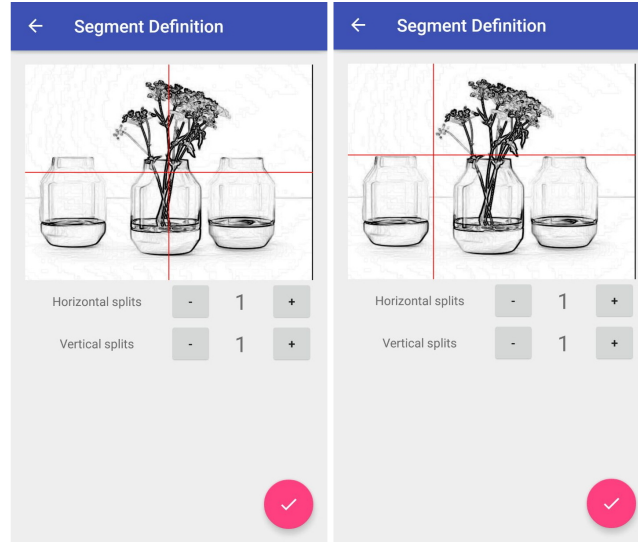 Segment Definition
Horizontal splits - 1 +
Vertical splits - 1 +
Segment Definition
Horizontal splits - 1 +
Vertical splits - 1 +